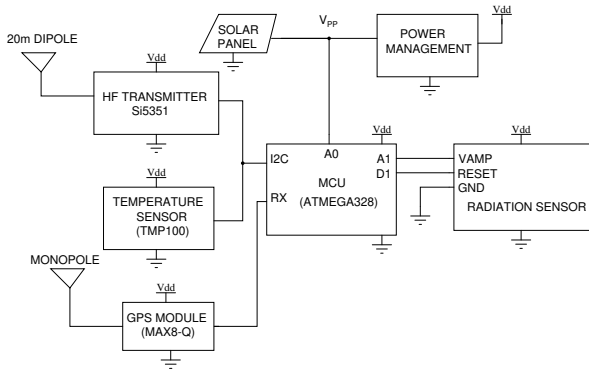 SOLAR
PANEL
V_PP
POWER
MANAGEMENT
Vdd
20m DIPOLE
Vdd
HF TRANSMITTER
Si5351
Vdd
TEMPERATURE
SENSOR
(TMP100)
MONOPOLE
Vdd
GPS MODULE
(MAX8-Q)
Vdd
I2C
A0
A1
D1
RX
MCU
(ATMEGA328)
Vdd
VAMP
RESET
GND
RADIATION SENSOR